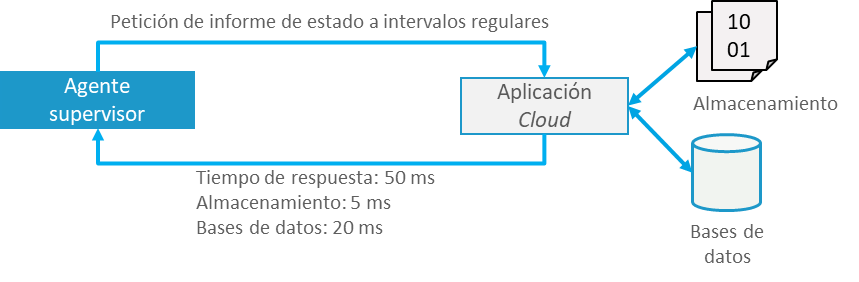 Petición de informe de estado a intervalos regulares
10
01
Agente
supervisor
Aplicación
Cloud
Almacenamiento
Tiempo de respuesta: 50 ms
Almacenamiento: 5 ms
Bases de datos: 20 ms
Bases de
datos